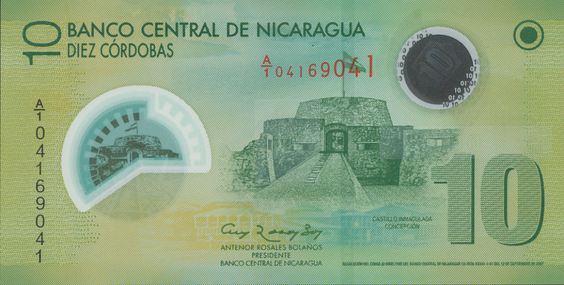 10
BANCO CENTRAL DE NICARAGUA
DIEZ CÓRDOBAS
A/1 04169041
10
A/1 04169041
CASTILLO INMACULADA
CONCEPCIÓN
10
ANTENOR ROSALES BOLAÑOS
PRESIDENTE
BANCO CENTRAL DE NICARAGUA